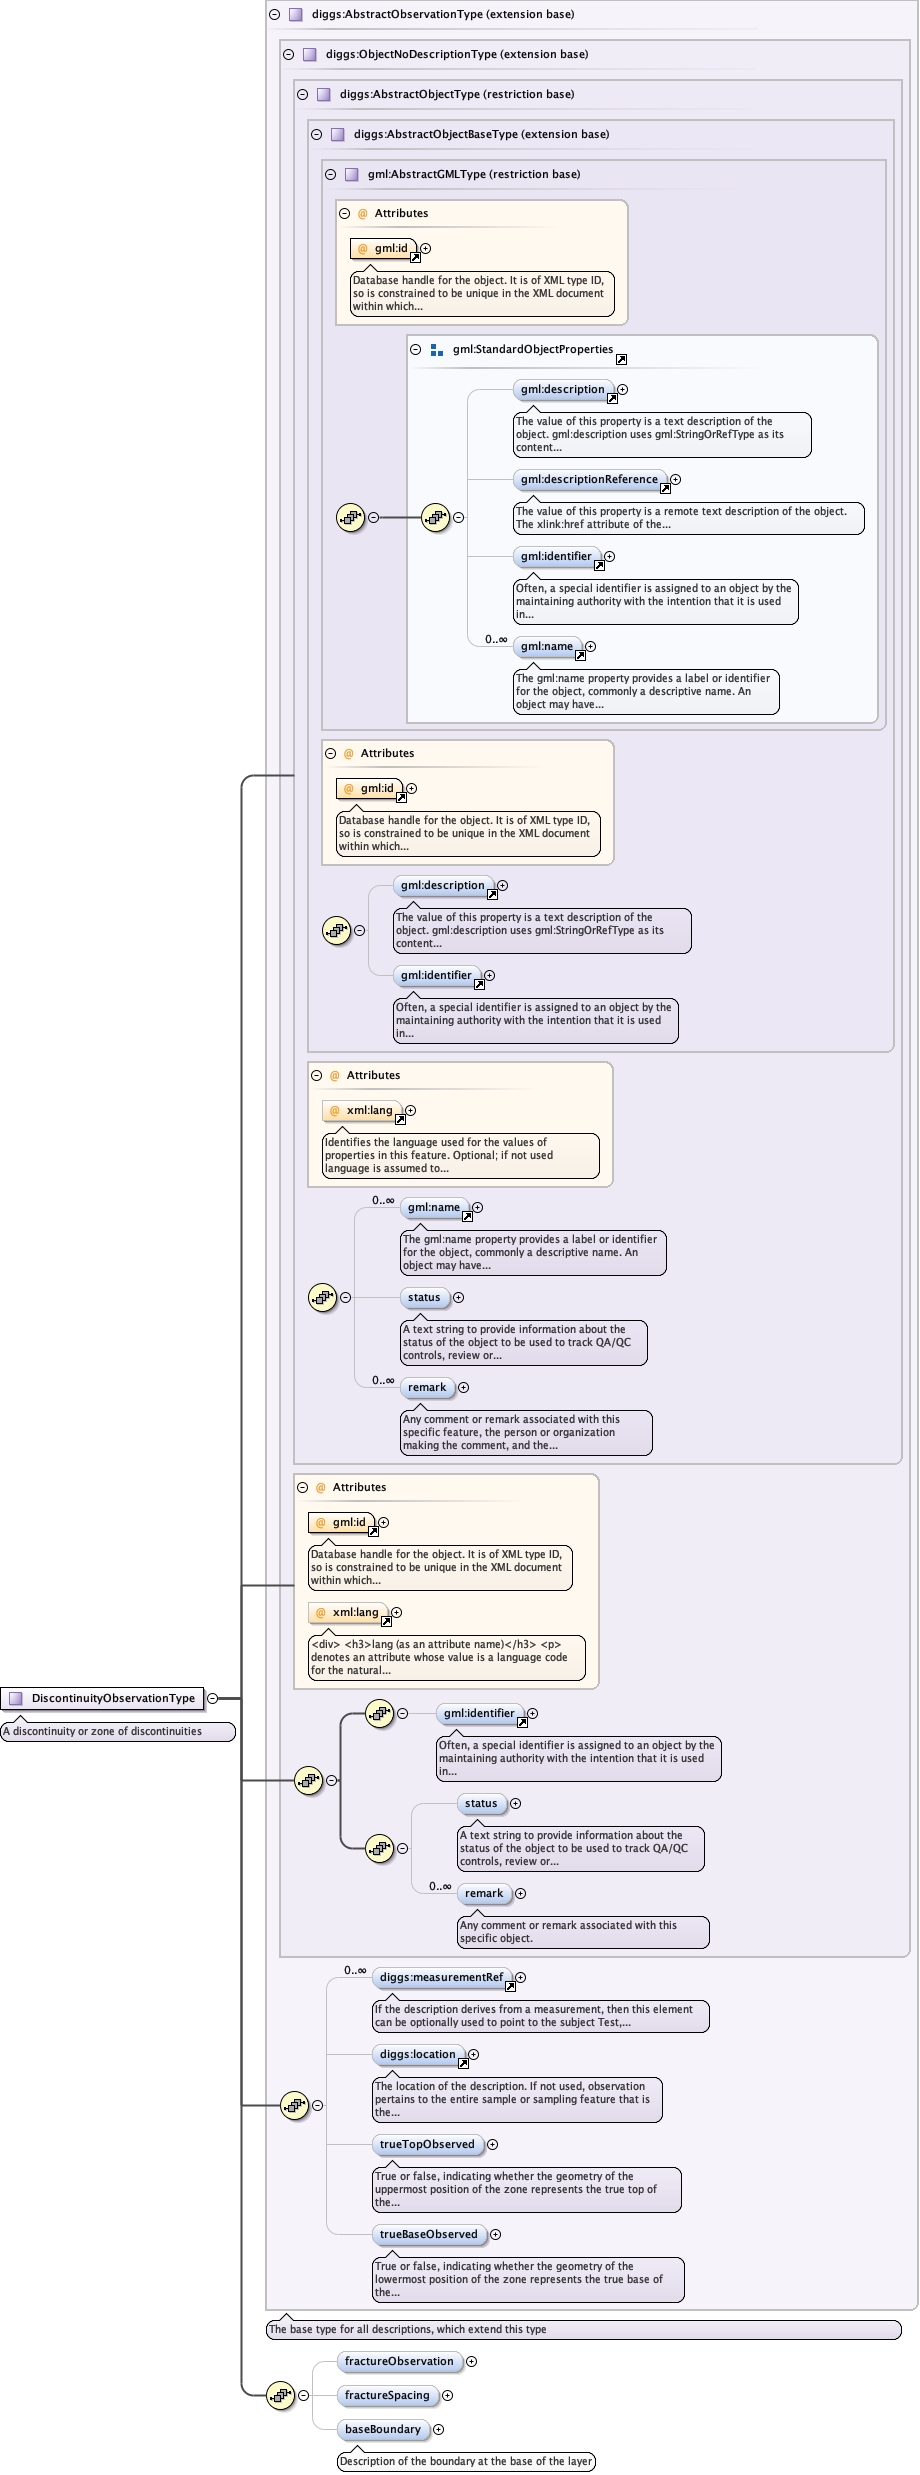 diggs:AbstractObservationType (extension base)
diggs:ObjectNoDescriptionType (extension base)
diggs:AbstractObjectType (restriction base)
diggs:AbstractObjectBaseType (extension base)
gml:AbstractGMLType (restriction base)
@ Attributes
@ gml:id
Database handle for the object. It is of XML type ID,
so is constrained to be unique in the XML document
within which...
gml:StandardObjectProperties
gml:description
The value of this property is a text description of the
object. gml:description uses gml:StringOrRefType as its
content...
gml:descriptionReference
The value of this property is a remote text description of the object.
The xlink:href attribute of the...
gml:identifier
Often, a special identifier is assigned to an object by the
maintaining authority with the intention that it is used
in...
0..∞ gml:name
The gml:name property provides a label or identifier
for the object, commonly a descriptive name. An
object may have...
@ Attributes
@ gml:id
Database handle for the object. It is of XML type ID,
so is constrained to be unique in the XML document
within which...
gml:description
The value of this property is a text description of the
object. gml:description uses gml:StringOrRefType as its
content...
gml:identifier
Often, a special identifier is assigned to an object by the
maintaining authority with the intention that it is used
in...
@ Attributes
@ xml:lang
Identifies the language used for the values of
properties in this feature. Optional; if not used
language is assumed to...
0..∞ gml:name
The gml:name property provides a label or identifier
for the object, commonly a descriptive name. An
object may have...
status
A text string to provide information about the
status of the object to be used to track QA/QC
controls, review or...
0..∞ remark
Any comment or remark associated with this
specific feature, the person or organization
making the comment, and the...
@ Attributes
@ gml:id
Database handle for the object. It is of XML type ID,
so is constrained to be unique in the XML document
within which...
@ xml:lang
<div> <h3>lang (as an attribute name)</h3> <p>
denotes an attribute whose value is a language code
for the natural...
DiscontinuityObservationType
A discontinuity or zone of discontinuities
gml:identifier
Often, a special identifier is assigned to an object by the
maintaining authority with the intention that it is used
in...
status
A text string to provide information about the
status of the object to be used to track QA/QC
controls, review or...
0..∞ remark
Any comment or remark associated with this
specific object.
0..∞ diggs:measurementRef
If the description derives from a measurement, then this element
can be optionally used to point to the subject Test,...
diggs:location
The location of the description. If not used, observation
pertains to the entire sample or sampling feature that is
the...
trueTopObserved
True or false, indicating whether the geometry of the
uppermost position of the zone represents the true top of
the...
trueBaseObserved
True or false, indicating whether the geometry of the
lowermost position of the zone represents the true base of
the...
The base type for all descriptions, which extend this type
fractureObservation
fractureSpacing
baseBoundary
Description of the boundary at the base of the layer